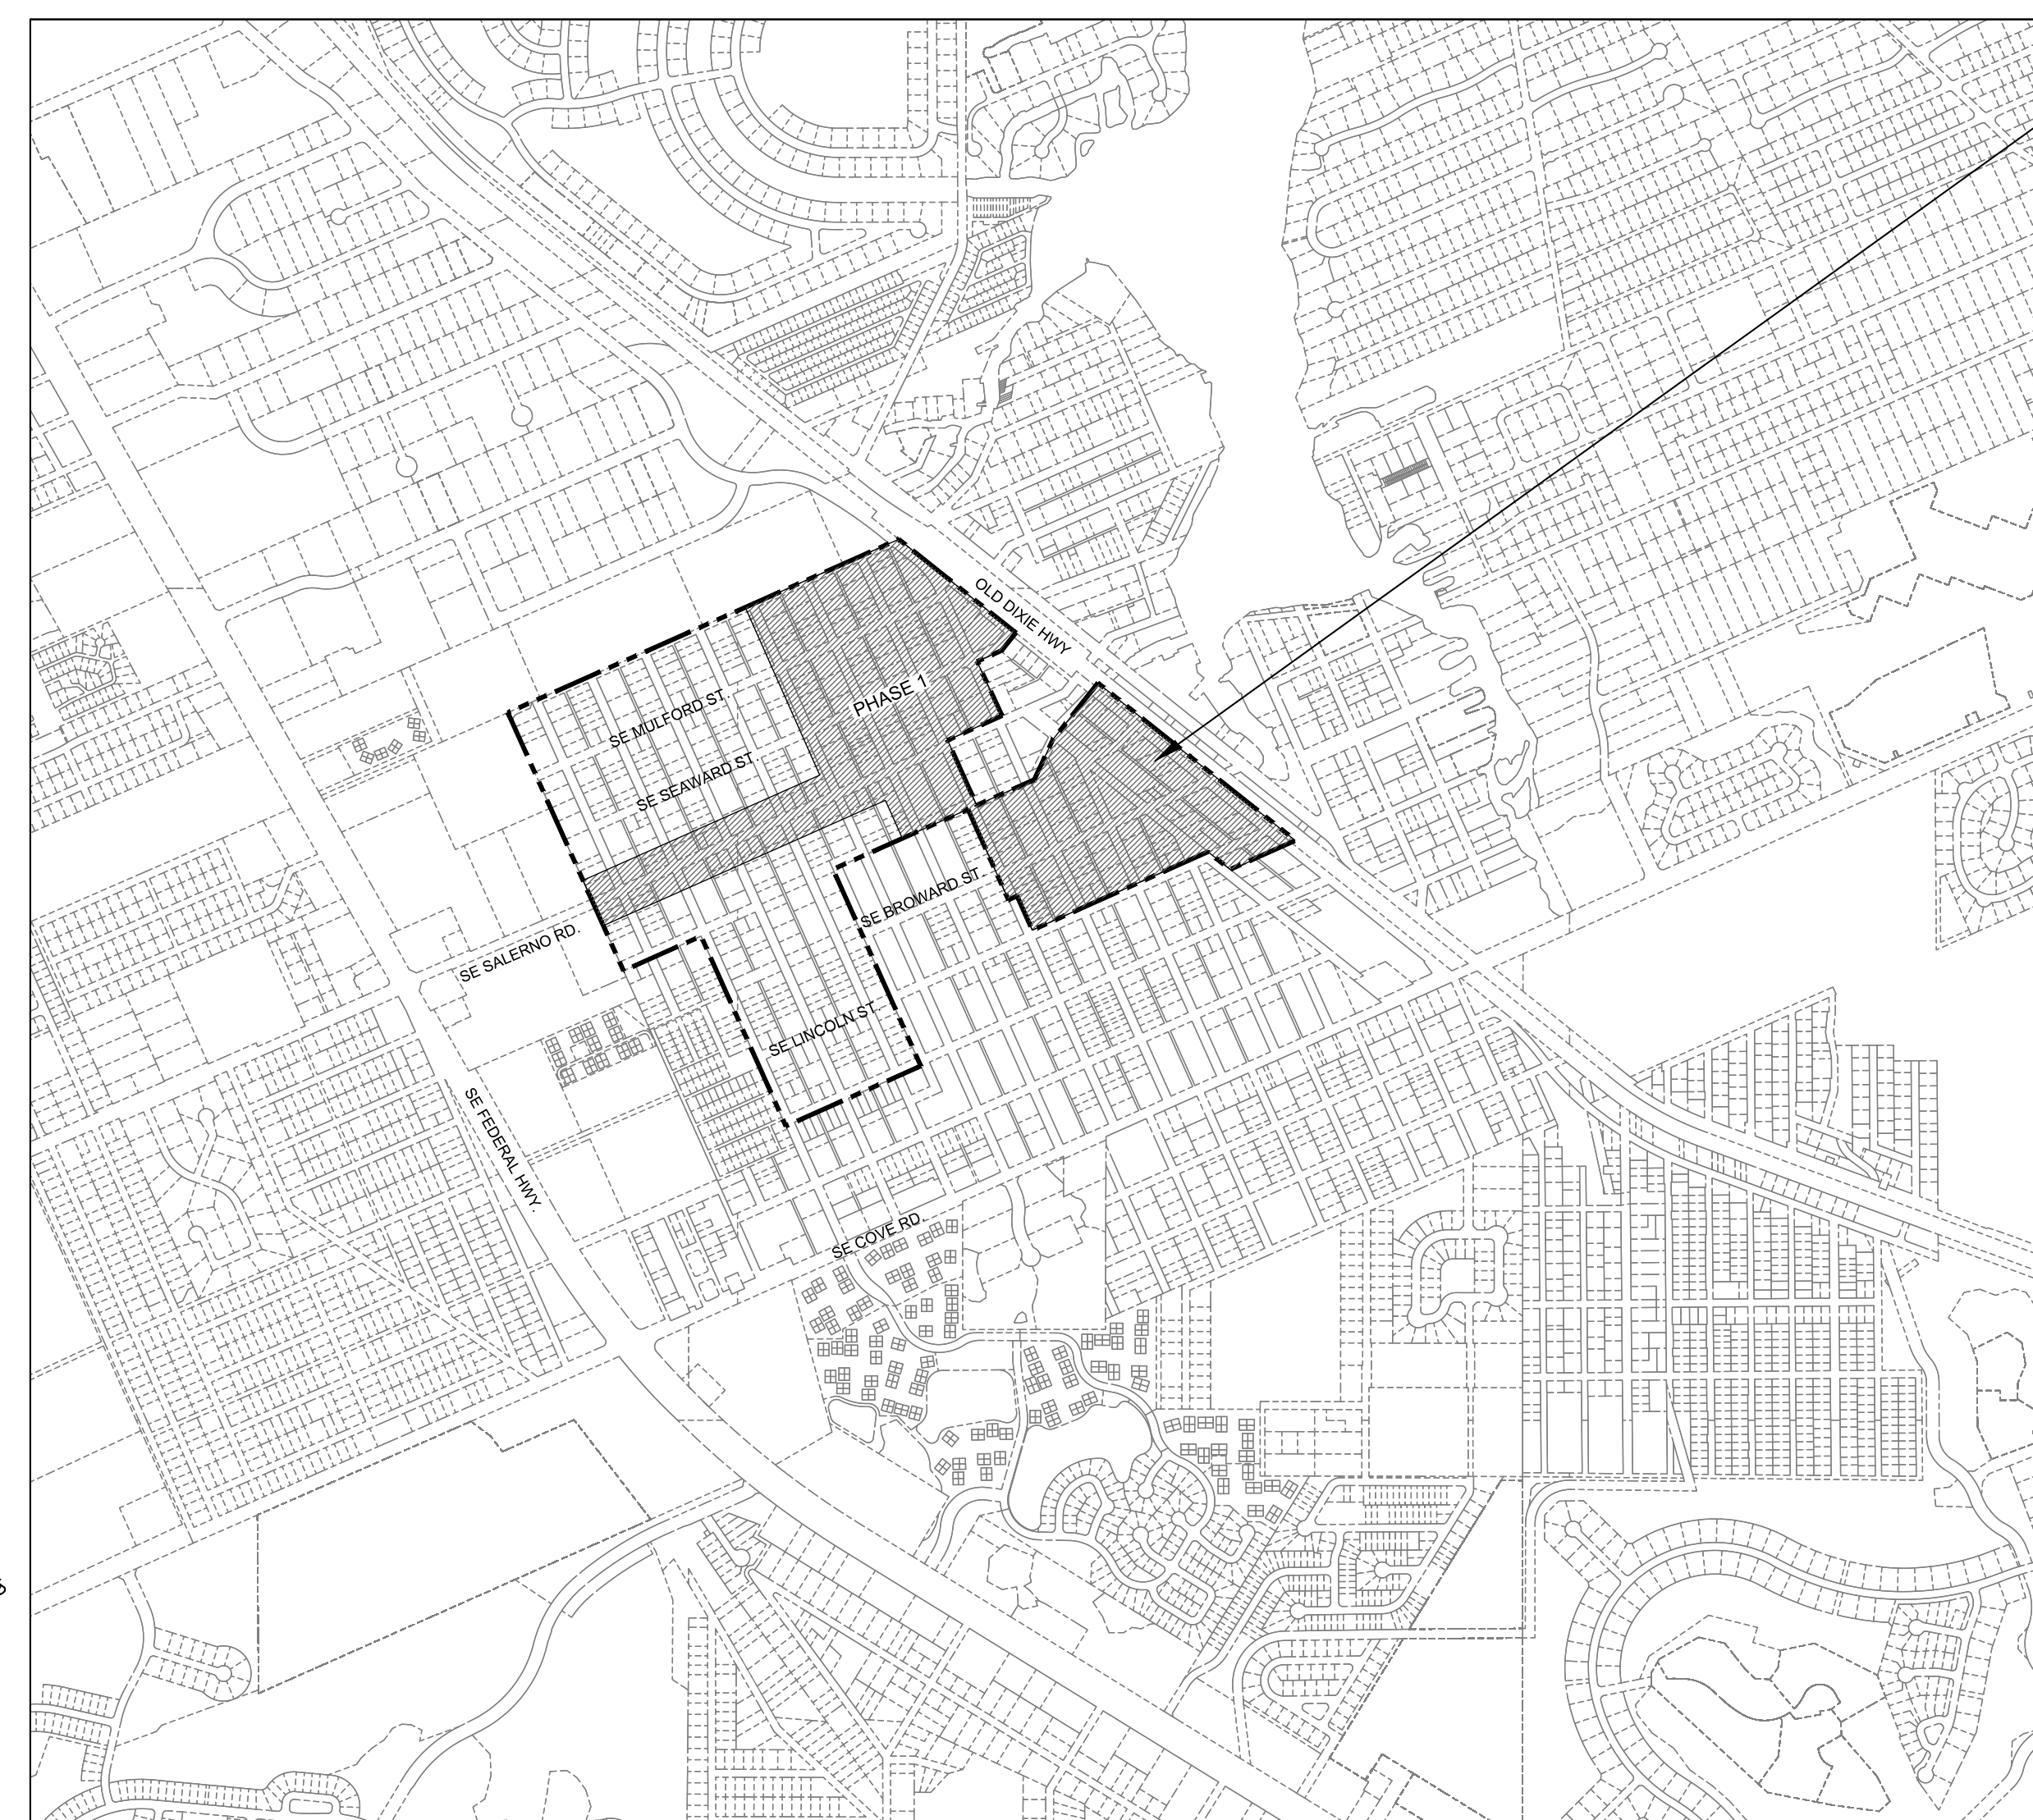 OLD DIXIE HWY
PHASE 1
SE MULFORD ST.
SE SEAWARD ST.
SE BROWARD ST.
SE SALERNO RD.
SE LINCOLN ST.
SE FEDERAL HWY.
SE COVE RD.